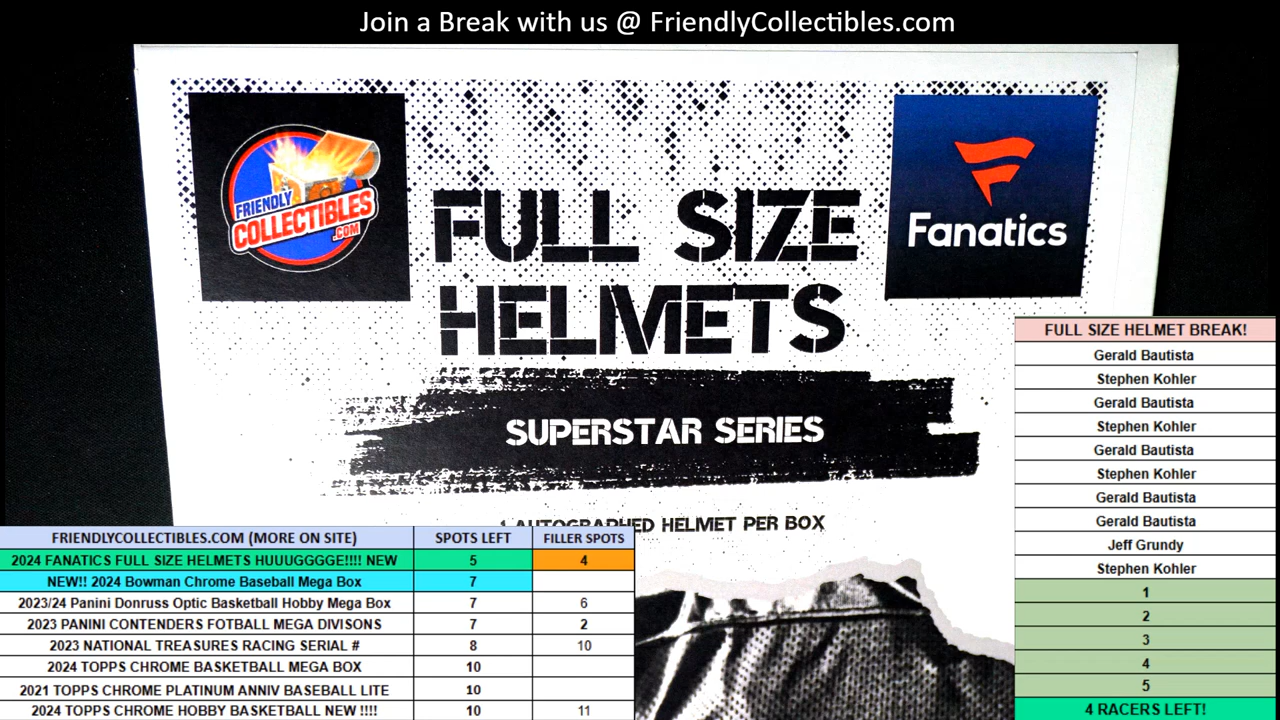 Join a Break with us @ FriendlyCollectibles.com
FRIENDLY
COLLECTIBLES
.COM
FULL SIZE
HELMETS
Fanatics
SUPERSTAR SERIES
1 AUTOGRAPHED HELMET PER BOX
FRIENDLYCOLLECTIBLES.COM (MORE ON SITE) SPOTS LEFT FILLER SPOTS
2024 FANATICS FULL SIZE HELMETS HUUUGGGGE!!!! NEW 5 4
NEW!! 2024 Bowman Chrome Baseball Mega Box 7
2023/24 Panini Donruss Optic Basketball Hobby Mega Box 7 6
2023 PANINI CONTENDERS FOTBALL MEGA DIVISONS 7 2
2023 NATIONAL TREASURES RACING SERIAL # 8 10
2024 TOPPS CHROME BASKETBALL MEGA BOX 10
2021 TOPPS CHROME PLATINUM ANNIV BASEBALL LITE 10
2024 TOPPS CHROME HOBBY BASKETBALL NEW !!!! 10 11
FULL SIZE HELMET BREAK!
Gerald Bautista
Stephen Kohler
Gerald Bautista
Stephen Kohler
Gerald Bautista
Stephen Kohler
Gerald Bautista
Gerald Bautista
Jeff Grundy
Stephen Kohler
1
2
3
4
5
4 RACERS LEFT!